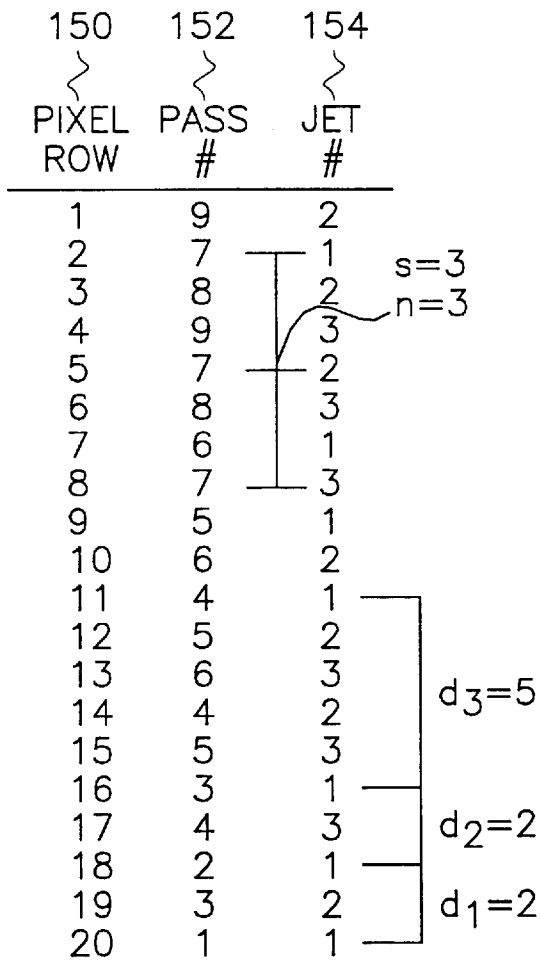 150 152 154
PIXEL PASS JET
ROW # #
1 9 2
2 7 1
s=3
3 8 2
n=3
4 9 3
5 7 2
6 8 3
7 6 1
8 7 3
9 5 1
10 6 2
11 4 1
12 5 2
13 6 3
d3=5
14 4 2
15 5 3
16 3 1
17 4 3
d2=2
18 2 1
19 3 2
d1=2
20 1 1